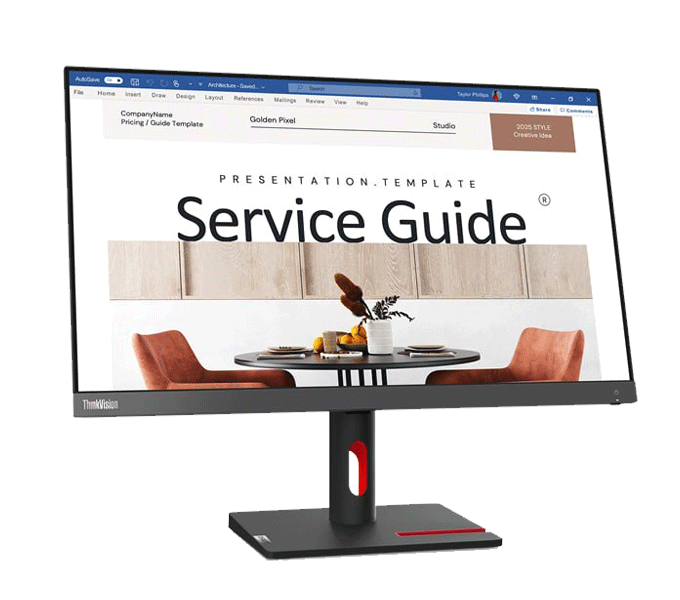 AutoSave On Architecture - Saved... Search Taylor Phillips
File Home Insert Draw Design Layout References Mailings Review View Help Share Comments
CompanyName
Pricing / Guide Template
Golden Pixel Studio
2025 STYLE
Creative Idea
PRESENTATION.TEMPLATE
Service Guide ®
ThinkVision